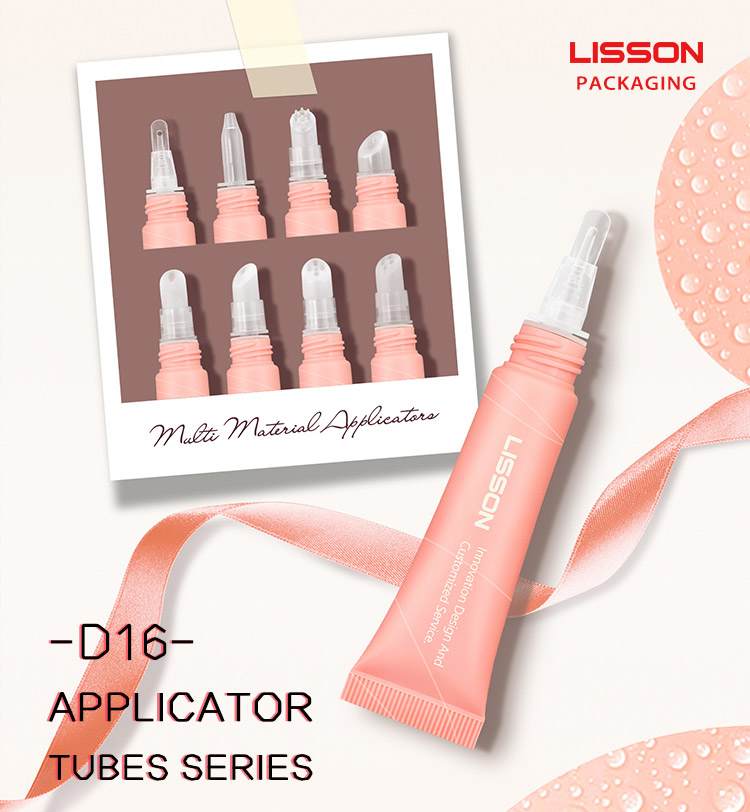 LISSON
PACKAGING
Multi Material Applicators
LISSON
Innovation Design And
Customized Service
-D16-
APPLICATOR
TUBES SERIES